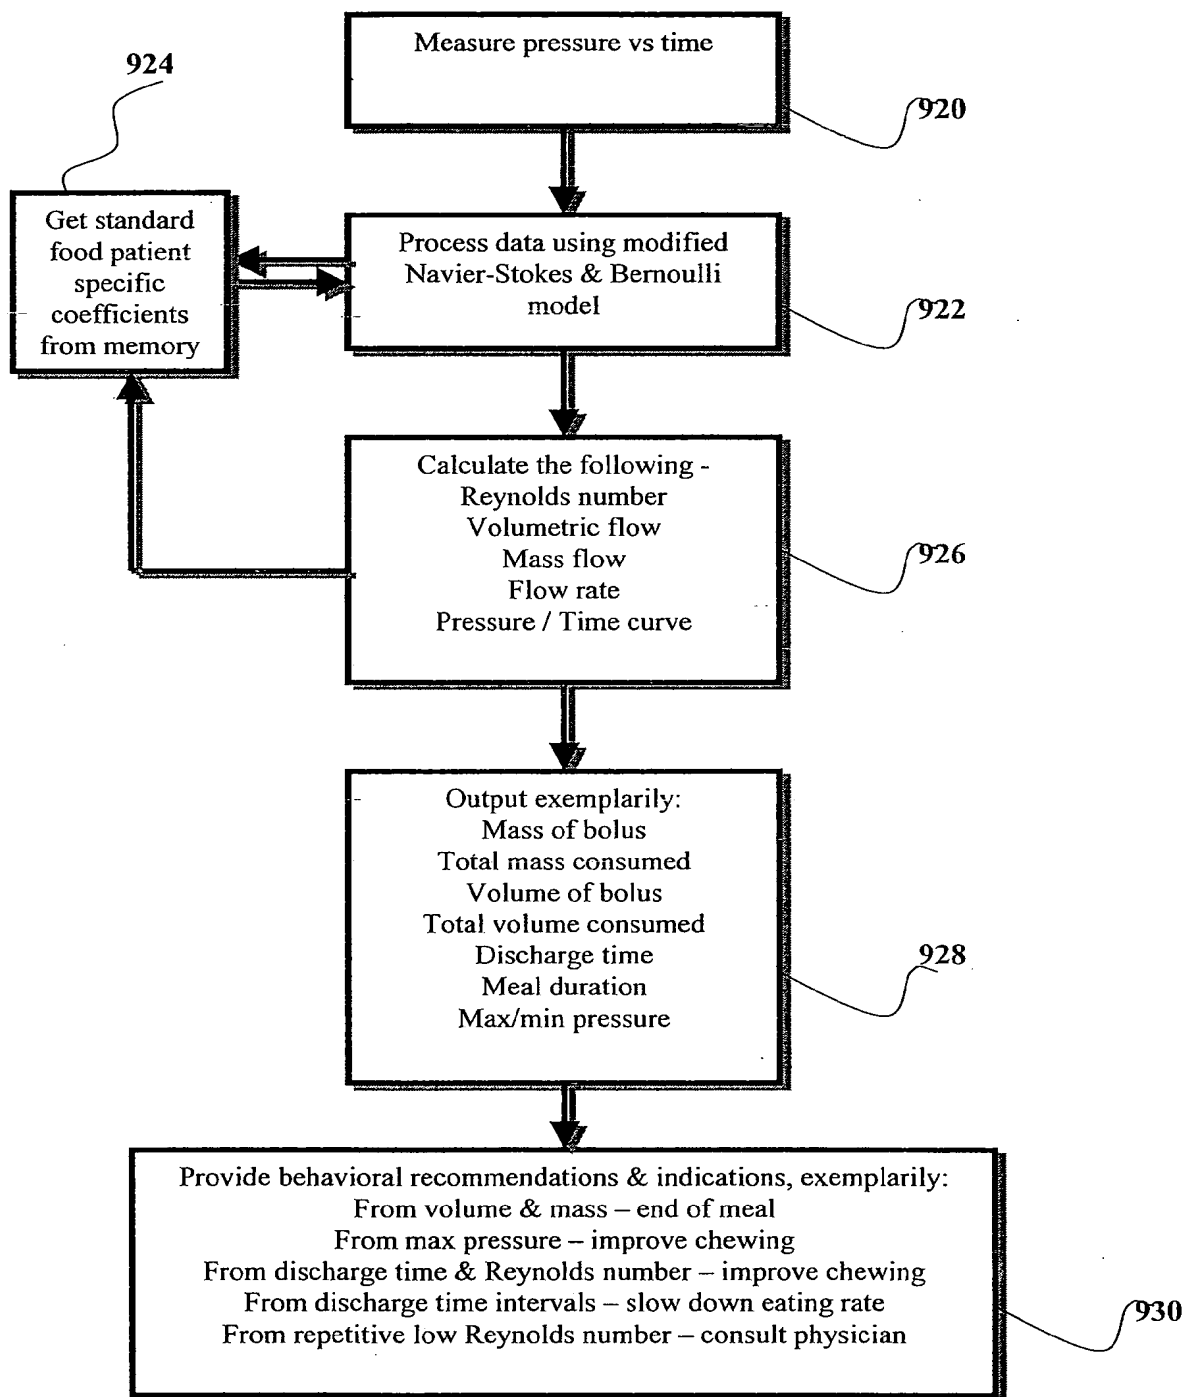 Measure pressure vs time
920
924
Get standard
food patient
specific
coefficients
from memory
Process data using modified
Navier-Stokes & Bernoulli
model
922
Calculate the following -
Reynolds number
Volumetric flow
Mass flow
Flow rate
Pressure / Time curve
926
Output exemplarily:
Mass of bolus
Total mass consumed
Volume of bolus
Total volume consumed
Discharge time
Meal duration
Max/min pressure
928
Provide behavioral recommendations & indications, exemplarily:
From volume & mass – end of meal
From max pressure – improve chewing
From discharge time & Reynolds number – improve chewing
From discharge time intervals – slow down eating rate
From repetitive low Reynolds number – consult physician
930